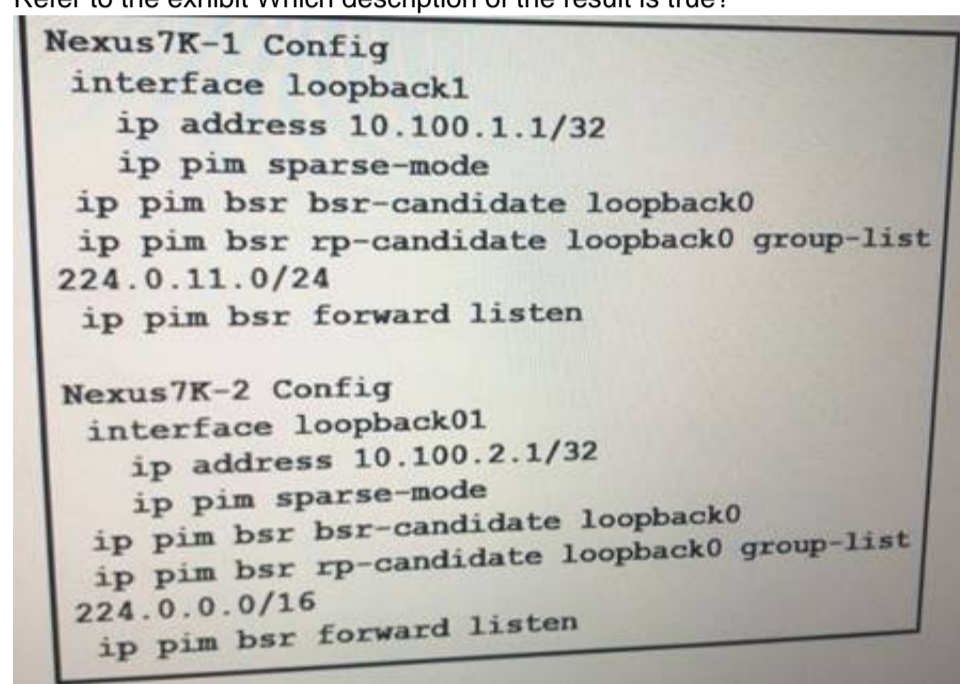 Refer to the exhibit Which description of the result is true?
Nexus7K-1 Config
interface loopback1
ip address 10.100.1.1/32
ip pim sparse-mode
ip pim bsr bsr-candidate loopback0
ip pim bsr rp-candidate loopback0 group-list
224.0.11.0/24
ip pim bsr forward listen
Nexus7K-2 Config
interface loopback01
ip address 10.100.2.1/32
ip pim sparse-mode
ip pim bsr bsr-candidate loopback0
ip pim bsr rp-candidate loopback0 group-list
224.0.0.0/16
ip pim bsr forward listen